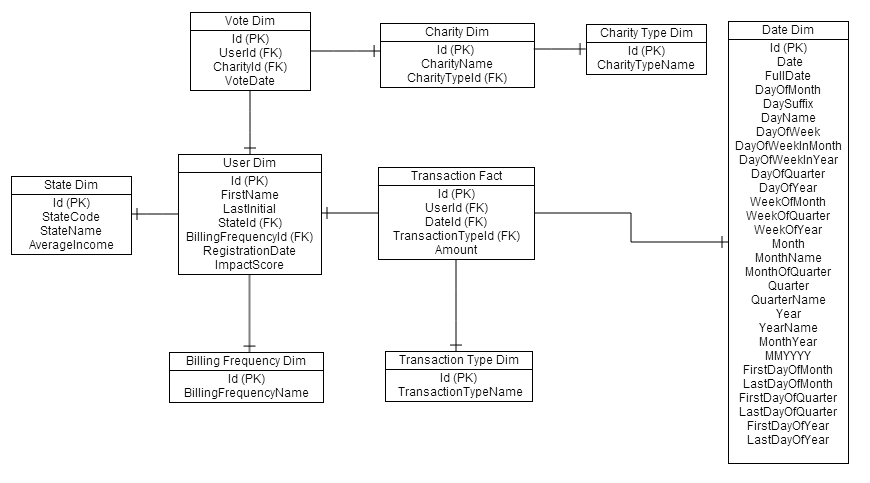 Vote Dim
Id (PK)
UserId (FK)
CharityId (FK)
VoteDate
Charity Dim
Id (PK)
CharityName
CharityTypeId (FK)
Charity Type Dim
Id (PK)
CharityTypeName
Date Dim
Id (PK)
Date
FullDate
DayOfMonth
DaySuffix
DayName
DayOfWeek
DayOfWeekInMonth
DayOfWeekInYear
DayOfQuarter
DayOfYear
WeekOfMonth
WeekOfQuarter
WeekOfYear
Month
MonthName
MonthOfQuarter
Quarter
QuarterName
Year
YearName
MonthYear
MMYYYY
FirstDayOfMonth
LastDayOfMonth
FirstDayOfQuarter
LastDayOfQuarter
FirstDayOfYear
LastDayOfYear
State Dim
Id (PK)
StateCode
StateName
AverageIncome
User Dim
Id (PK)
FirstName
LastInitial
StateId (FK)
BillingFrequencyId (FK)
RegistrationDate
ImpactScore
Transaction Fact
Id (PK)
UserId (FK)
DateId (FK)
TransactionTypeId (FK)
Amount
Billing Frequency Dim
Id (PK)
BillingFrequencyName
Transaction Type Dim
Id (PK)
TransactionTypeName